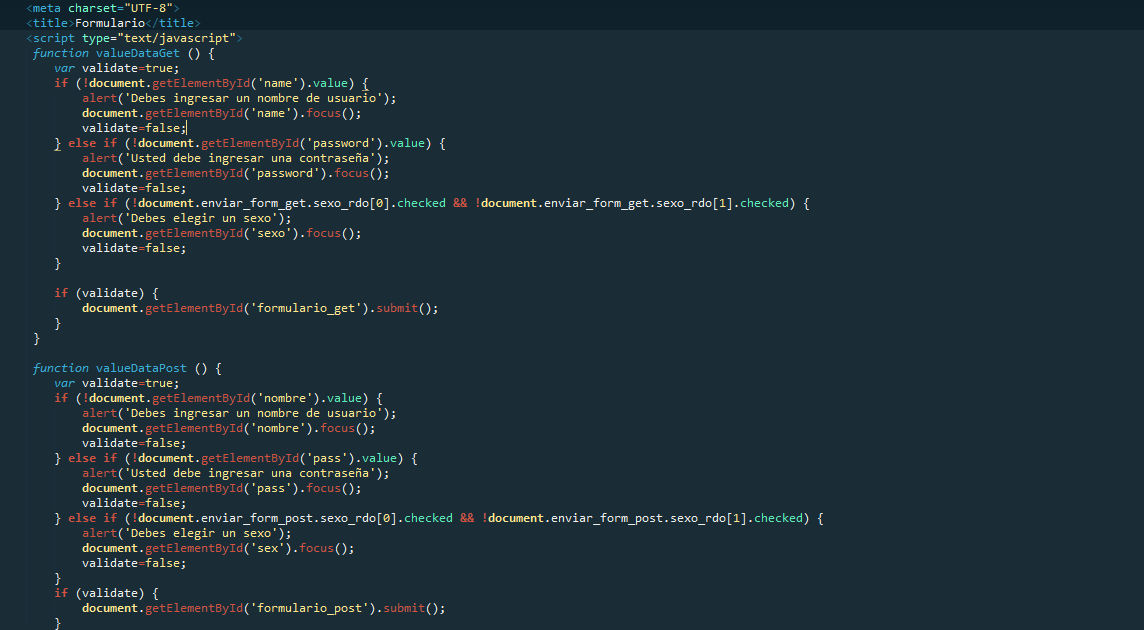 <meta charset="UTF-8">
<title>Formulario</title>
<script type="text/javascript">
function valueDataGet () {
var validate=true;
if (!document.getElementById('name').value) {
alert('Debes ingresar un nombre de usuario');
document.getElementById('name').focus();
validate=false;
} else if (!document.getElementById('password').value) {
alert('Usted debe ingresar una contraseña');
document.getElementById('password').focus();
validate=false;
} else if (!document.enviar_form_get.sexo_rdo[0].checked && !document.enviar_form_get.sexo_rdo[1].checked) {
alert('Debes elegir un sexo');
document.getElementById('sexo').focus();
validate=false;
}
if (validate) {
document.getElementById('formulario_get').submit();
}
}
function valueDataPost () {
var validate=true;
if (!document.getElementById('nombre').value) {
alert('Debes ingresar un nombre de usuario');
document.getElementById('nombre').focus();
validate=false;
} else if (!document.getElementById('pass').value) {
alert('Usted debe ingresar una contraseña');
document.getElementById('pass').focus();
validate=false;
} else if (!document.enviar_form_post.sexo_rdo[0].checked && !document.enviar_form_post.sexo_rdo[1].checked) {
alert('Debes elegir un sexo');
document.getElementById('sex').focus();
validate=false;
}
if (validate) {
document.getElementById('formulario_post').submit();
}